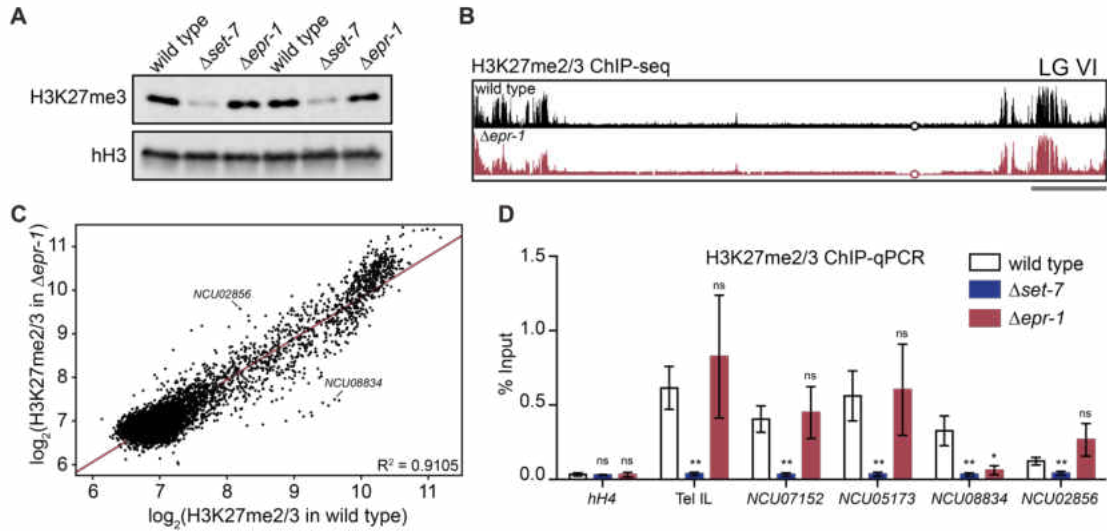 A
wild type
Δset-7
Δepr-1
wild type
Δset-7
Δepr-1
H3K27me3
hH3
B
H3K27me2/3 ChIP-seq
LG VI
wild type
Δepr-1
C
log2(H3K27me2/3 in Δepr-1)
11
10
9
8
7
6
NCU02856
NCU08834
R² = 0.9105
6
7
8
9
10
11
log2(H3K27me2/3 in wild type)
D
H3K27me2/3 ChIP-qPCR
wild type
Δset-7
Δepr-1
% Input
1.5
1.0
0.5
0.0
ns
ns
**
ns
**
ns
**
ns
**
*
**
ns
hH4
Tel IL
NCU07152
NCU05173
NCU08834
NCU02856